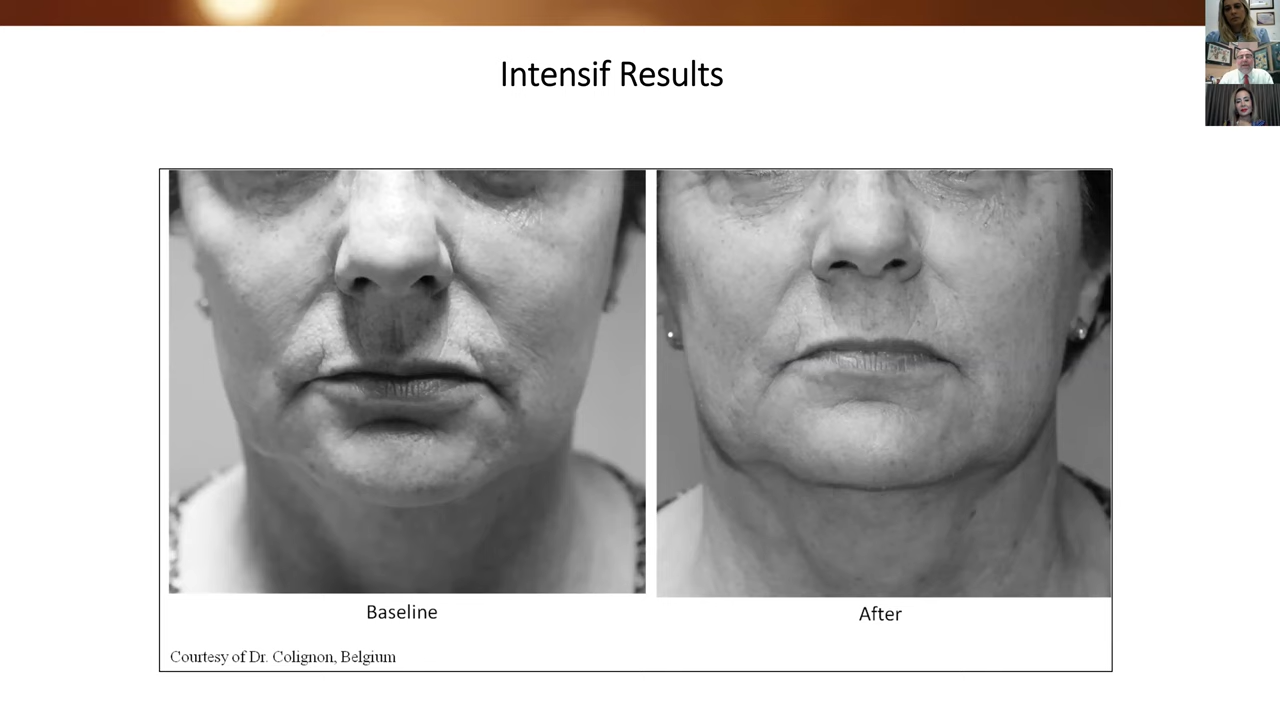 Intensif Results
Baseline
After
Courtesy of Dr. Colignon, Belgium